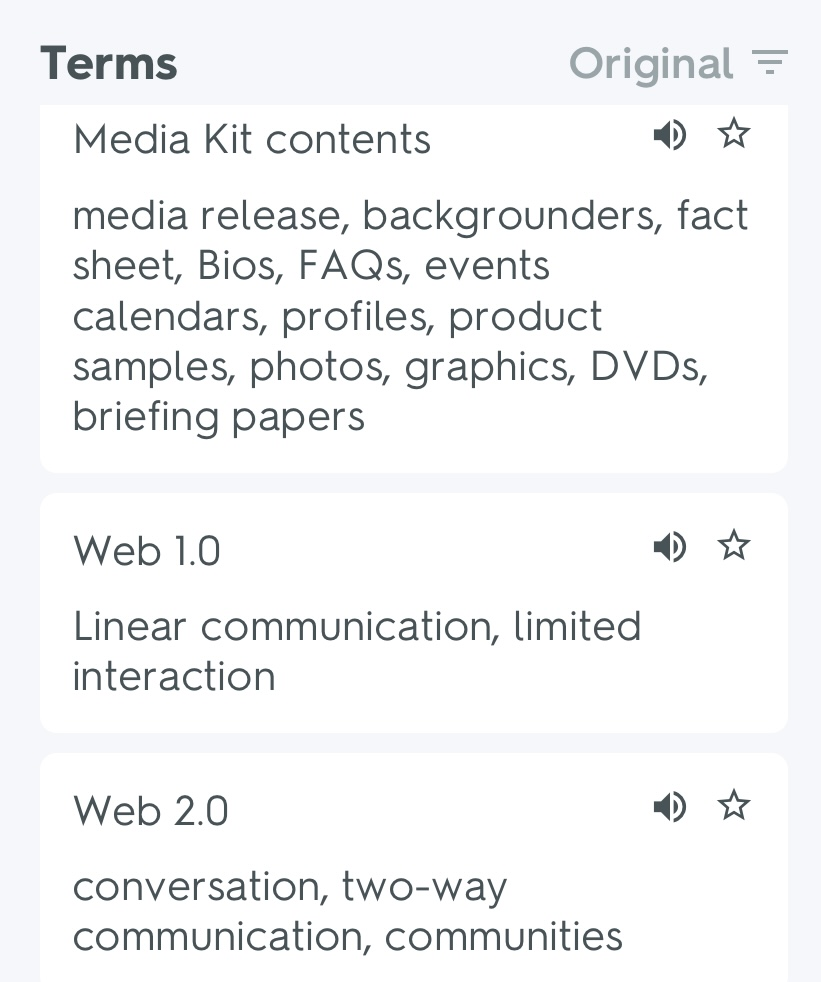 Terms
Original
Media Kit contents
media release, backgrounders, fact
sheet, Bios, FAQs, events
calendars, profiles, product
samples, photos, graphics, DVDs,
briefing papers
Web 1.0
Linear communication, limited
interaction
Web 2.0
conversation, two-way
communication, communities